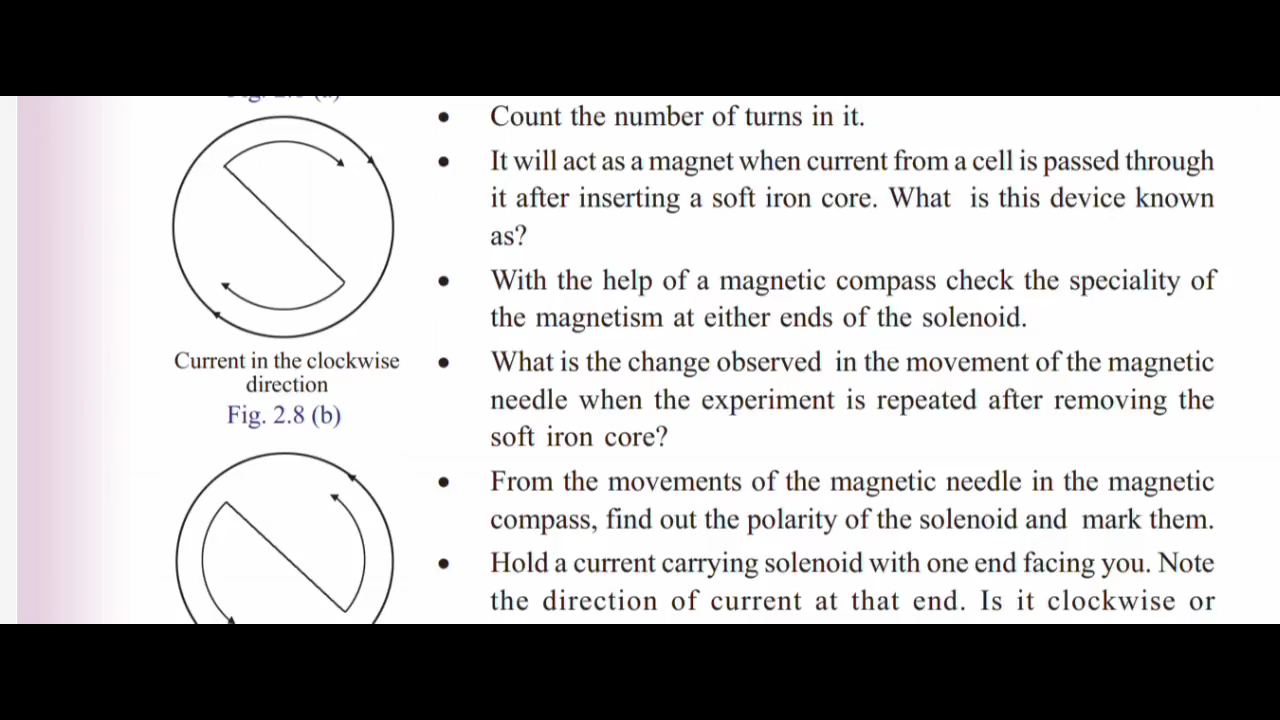 Count the number of turns in it.
It will act as a magnet when current from a cell is passed through
it after inserting a soft iron core. What is this device known
as?
With the help of a magnetic compass check the speciality of
the magnetism at either ends of the solenoid.
Current in the clockwise
direction
Fig. 2.8 (b)
What is the change observed in the movement of the magnetic
needle when the experiment is repeated after removing the
soft iron core?
From the movements of the magnetic needle in the magnetic
compass, find out the polarity of the solenoid and mark them.
Hold a current carrying solenoid with one end facing you. Note
the direction of current at that end. Is it clockwise or